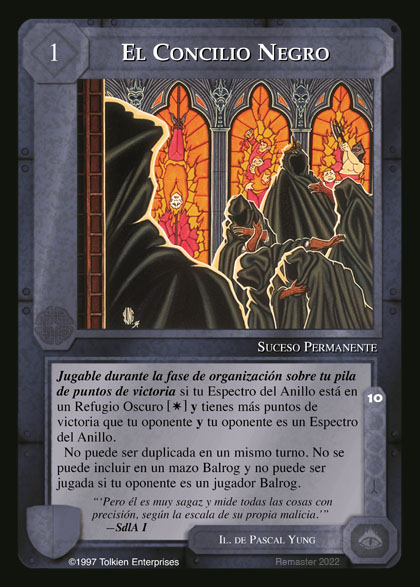 1
EL CONCILIO NEGRO
SUCESO PERMANENTE
Jugable durante la fase de organización sobre tu pila
de puntos de victoria si tu Espectro del Anillo está en
un Refugio Oscuro [✷] y tienes más puntos de
victoria que tu oponente y tu oponente es un Espectro
del Anillo.
No puede ser duplicada en un mismo turno. No se
puede incluir en un mazo Balrog y no puede ser
jugada si tu oponente es un jugador Balrog.
10
“‘Pero él es muy sagaz y mide todas las cosas con
precisión, según la escala de su propia malicia.’”
—SdlA I
IL. DE PASCAL YUNG
©1997 Tolkien Enterprises
Remaster 2022